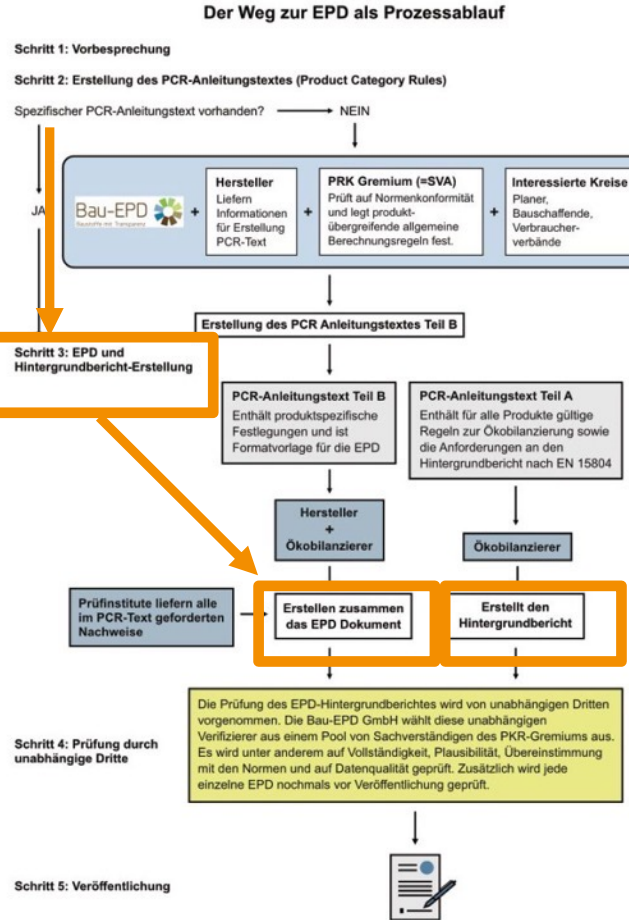 Der Weg zur EPD als Prozessablauf
Schritt 1: Vorbesprechung
Schritt 2: Erstellung des PCR-Anleitungstextes (Product Category Rules)
Spezifischer PCR-Anleitungstext vorhanden?
NEIN
JA
Bau-EPD
Baustoffe mit Transparenz
+
Hersteller
Liefern
Informationen
für Erstellung
PCR-Text
+
PRK Gremium (=SVA)
Prüft auf Normenkonformität
und legt produkt-
übergreifende allgemeine
Berechnungsregeln fest.
+
Interessierte Kreise
Planer,
Bauschaffende,
Verbraucher-
verbände
Erstellung des PCR Anleitungstextes Teil B
Schritt 3: EPD und
Hintergrundbericht-Erstellung
PCR-Anleitungstext Teil B
Enthält produktspezifische
Festlegungen und ist
Formatvorlage für die EPD
PCR-Anleitungstext Teil A
Enthält für alle Produkte gültige
Regeln zur Ökobilanzierung sowie
die Anforderungen an den
Hintergrundbericht nach EN 15804
Hersteller
+
Ökobilanzierer
Ökobilanzierer
Prüfinstitute liefern alle
im PCR-Text geforderten
Nachweise
Erstellen zusammen
das EPD Dokument
Erstellt den
Hintergrundbericht
Schritt 4: Prüfung durch
unabhängige Dritte
Die Prüfung des EPD-Hintergrundberichtes wird von unabhängigen Dritten
vorgenommen. Die Bau-EPD GmbH wählt diese unabhängigen
Verifizierer aus einem Pool von Sachverständigen des PKR-Gremiums aus.
Es wird unter anderem auf Vollständigkeit, Plausibilität, Übereinstimmung
mit den Normen und auf Datenqualität geprüft. Zusätzlich wird jede
einzelne EPD nochmals vor Veröffentlichung geprüft.
Schritt 5: Veröffentlichung